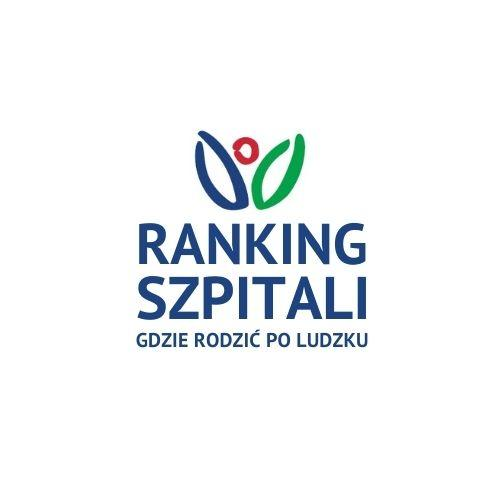 RANKING
SZPITALI
GDZIE RODZIĆ PO LUDZKU